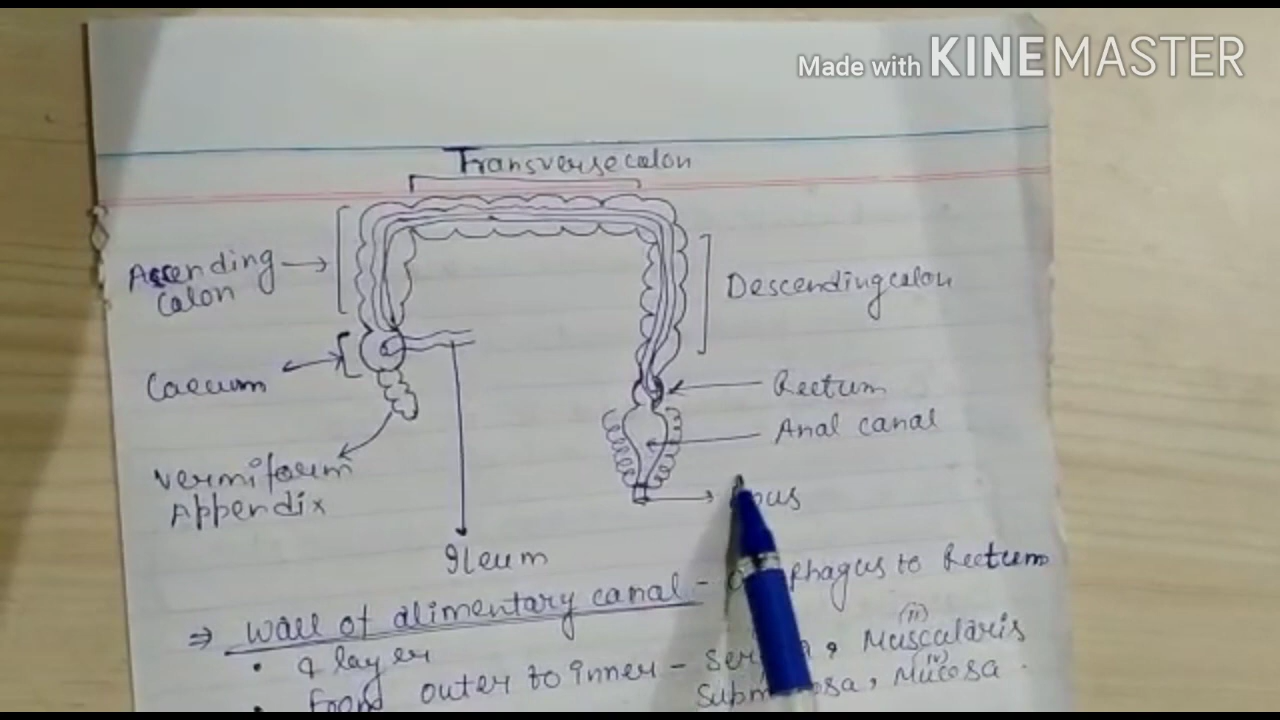 Made with KINEMASTER
Transverse colon
Ascending
colon
Descending colon
Caecum
Rectum
Anal canal
Vermiform
Appendix
Ileum
⇒ Wall of alimentary canal - to Rectum
• 4 layer
(ii)
• outer to inner - , Muscularis
(iv)
, Mucosa .